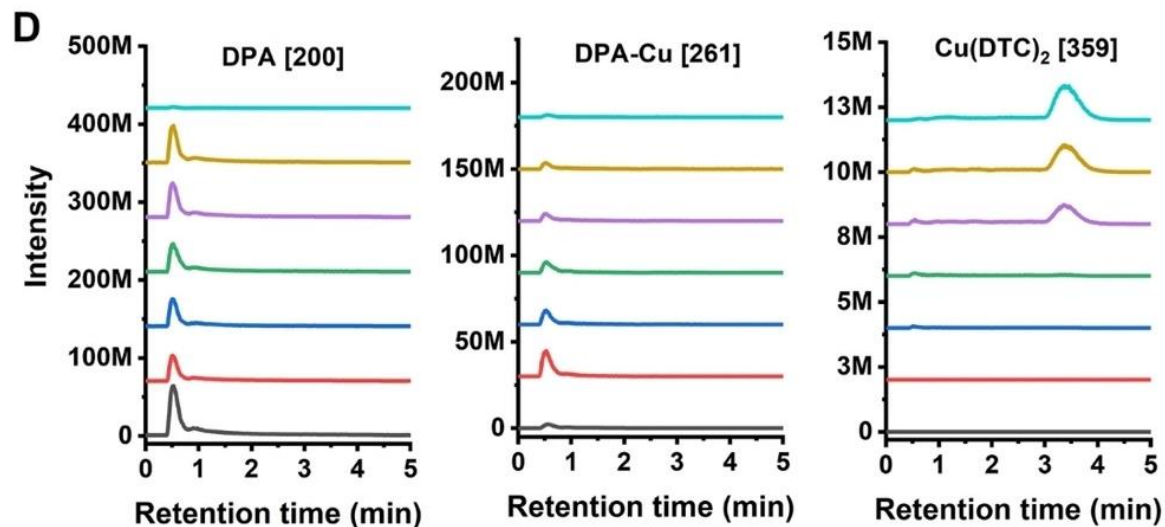 D
DPA [200]
500M
400M
300M
200M
100M
0
Intensity
0 1 2 3 4 5
Retention time (min)
DPA-Cu [261]
200M
150M
100M
50M
0
0 1 2 3 4 5
Retention time (min)
Cu(DTC)₂ [359]
15M
13M
10M
8M
5M
3M
0
0 1 2 3 4 5
Retention time (min)